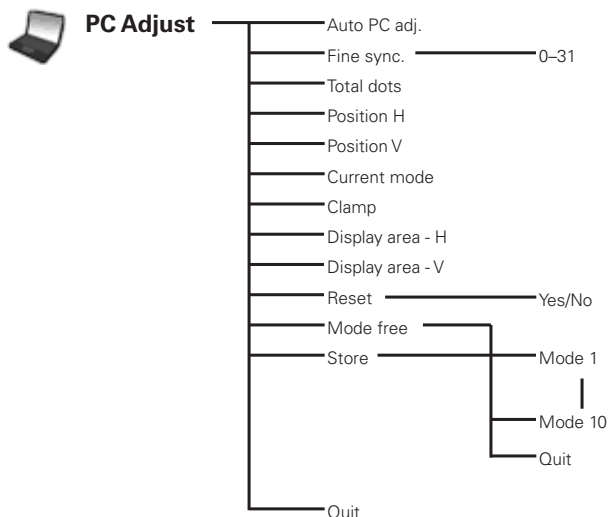 PC Adjust
Auto PC adj.
Fine sync. 0–31
Total dots
Position H
Position V
Current mode
Clamp
Display area - H
Display area - V
Reset Yes/No
Mode free
Store Mode 1
Mode 10
Quit
Quit